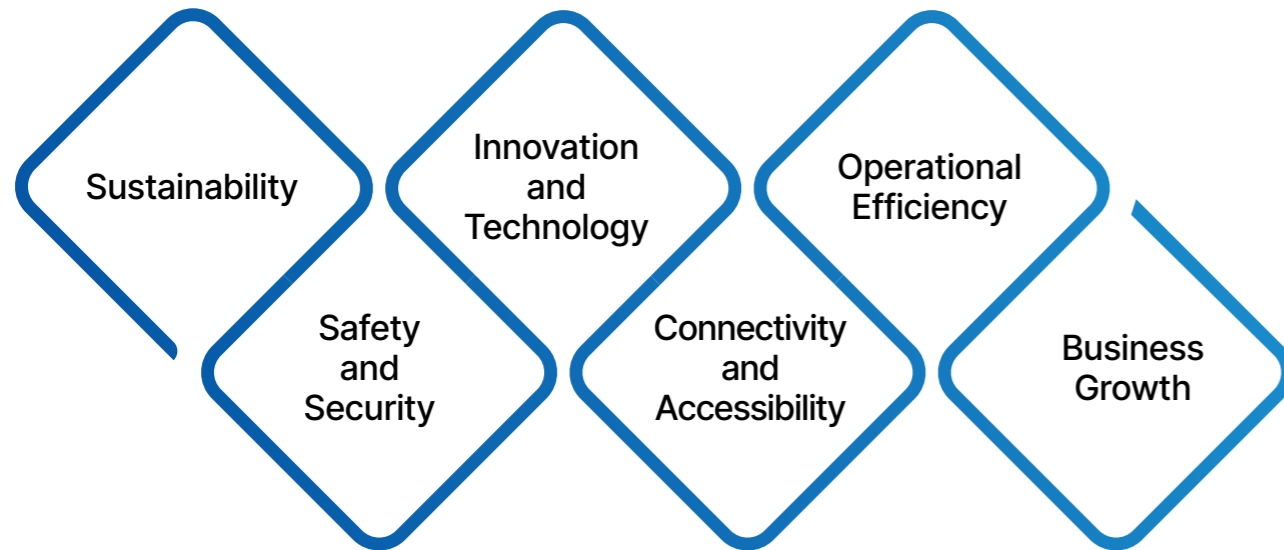 Sustainability
Safety
and
Security
Innovation
and
Technology
Connectivity
and
Accessibility
Operational
Efficiency
Business
Growth